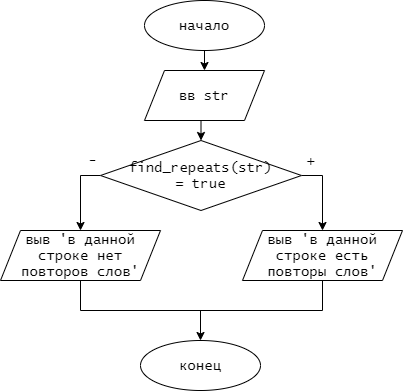 начало
вв str
-
+
find_repeats(str)
= true
выв 'в данной
строке нет
повторов слов'
выв 'в данной
строке есть
повторы слов'
конец